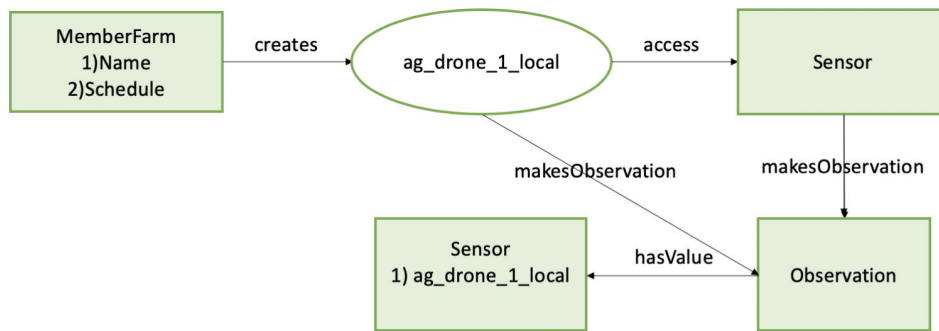 MemberFarm
1)Name
2)Schedule
creates
ag_drone_1_local
access
Sensor
makesObservation
makesObservation
Sensor
1) ag_drone_1_local
hasValue
Observation